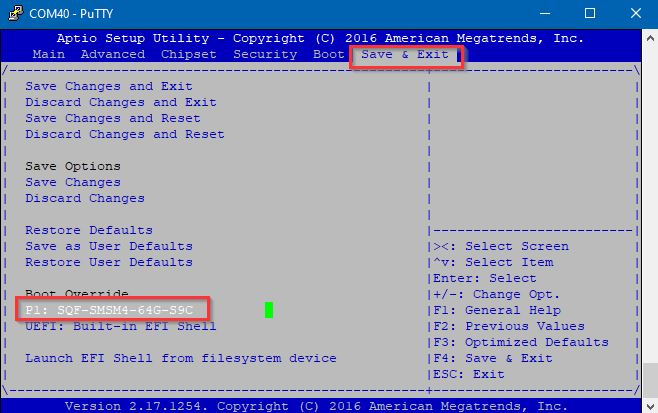 COM40 - PuTTY
Aptio Setup Utility - Copyright (C) 2016 American Megatrends, Inc.
Main Advanced Chipset Security Boot Save & Exit
Save Changes and Exit
Discard Changes and Exit
Save Changes and Reset
Discard Changes and Reset
Save Options
Save Changes
Discard Changes
Restore Defaults
Save as User Defaults
Restore User Defaults
Boot Override
P1: SQF-SMSM4-64G-S9C
UEFI: Built-in EFI Shell
Launch EFI Shell from filesystem device
><: Select Screen
^v: Select Item
Enter: Select
+/-: Change Opt.
F1: General Help
F2: Previous Values
F3: Optimized Defaults
F4: Save & Exit
ESC: Exit
Version 2.17.1254. Copyright (C) 2016 American Megatrends, Inc.